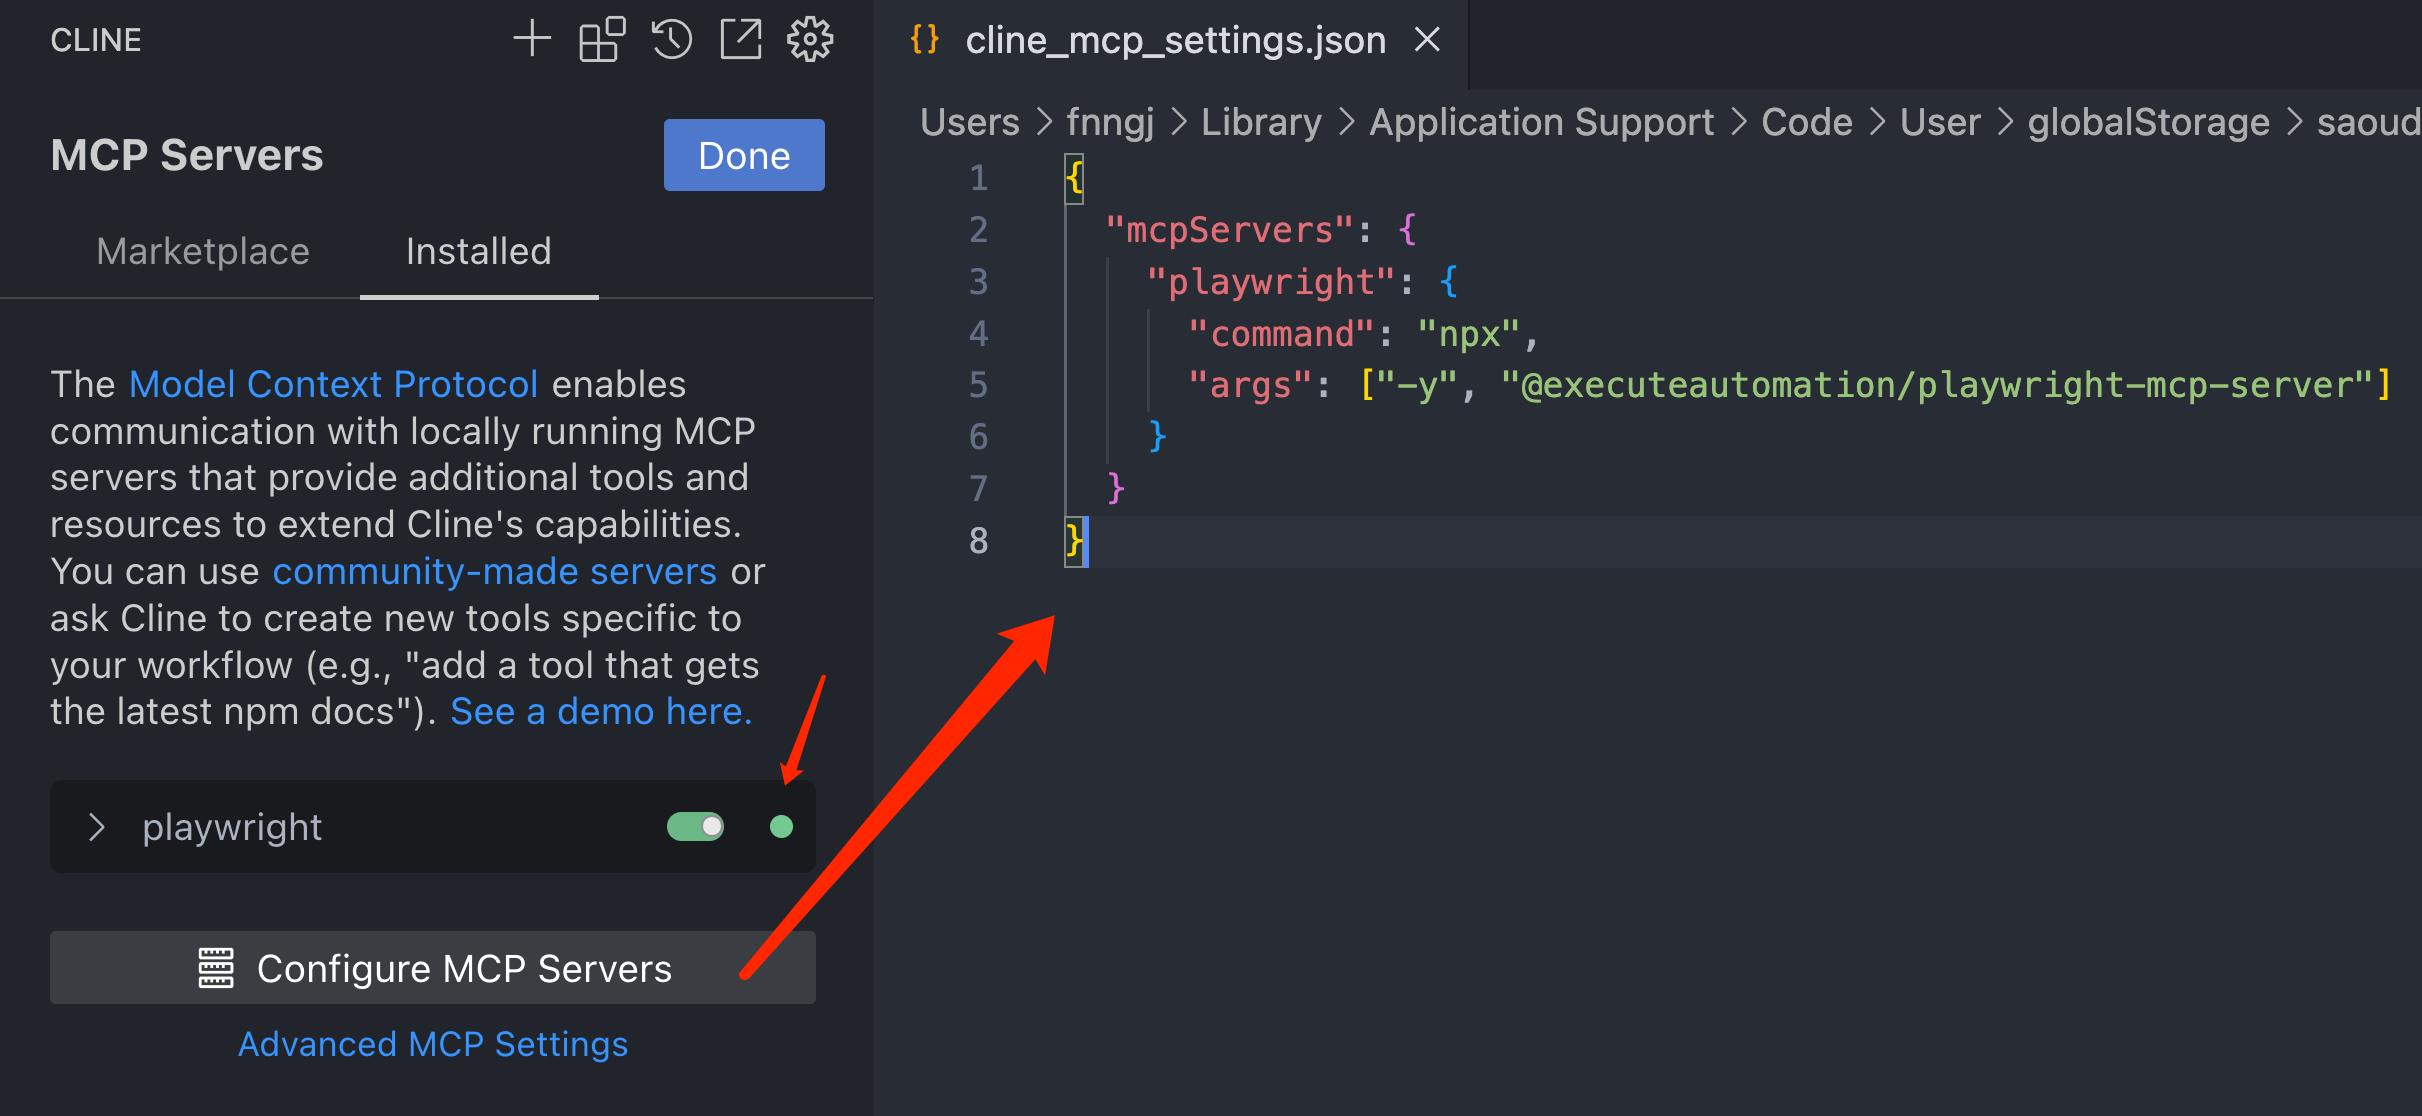 CLINE
MCP Servers
Done
Marketplace
Installed
The Model Context Protocol enables
communication with locally running MCP
servers that provide additional tools and
resources to extend Cline's capabilities.
You can use community-made servers or
ask Cline to create new tools specific to
your workflow (e.g., "add a tool that gets
the latest npm docs"). See a demo here.
playwright
Configure MCP Servers
Advanced MCP Settings
{} cline_mcp_settings.json
Users > fnngj > Library > Application Support > Code > User > globalStorage > saoud
1 {
2   "mcpServers": {
3     "playwright": {
4       "command": "npx",
5       "args": ["-y", "@executeautomation/playwright-mcp-server"]
6     }
7   }
8 }